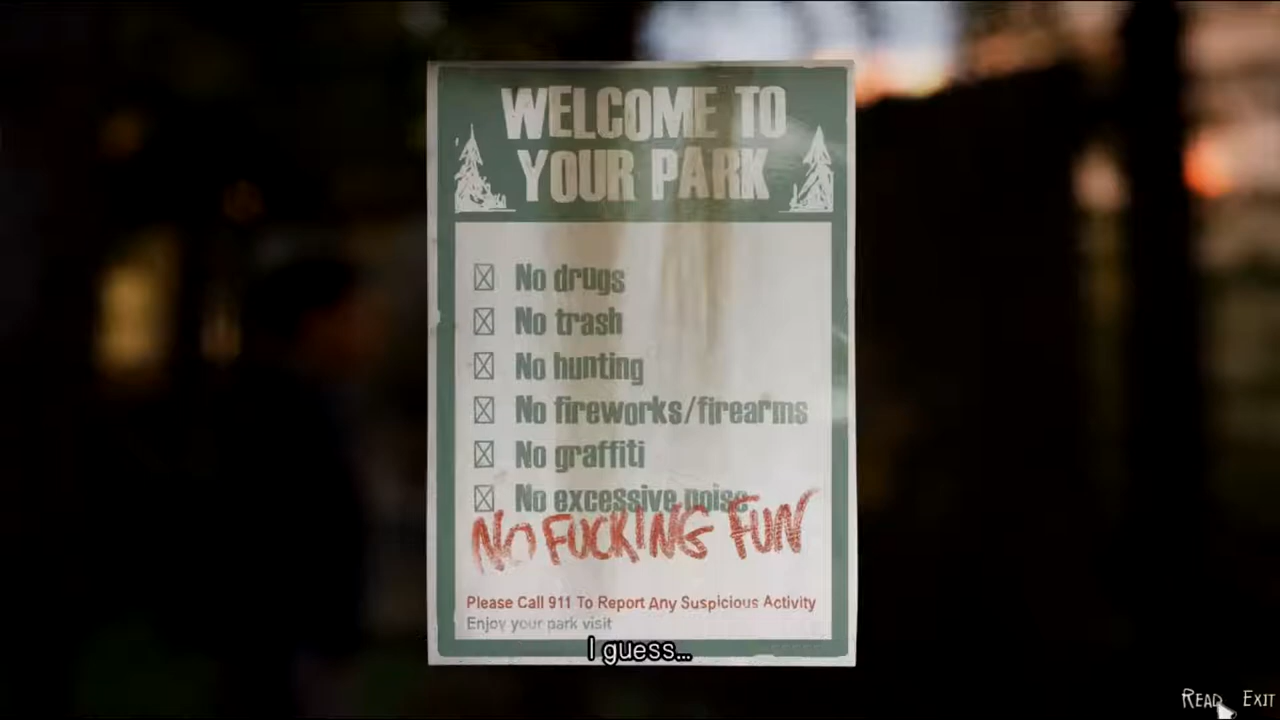 WELCOME TO
YOUR PARK
No drugs
No trash
No hunting
No fireworks/firearms
No graffiti
No excessive noise
NO FUCKING FUN
Please Call 911 To Report Any Suspicious Activity
Enjoy your park visit
I guess...
READ EXIT